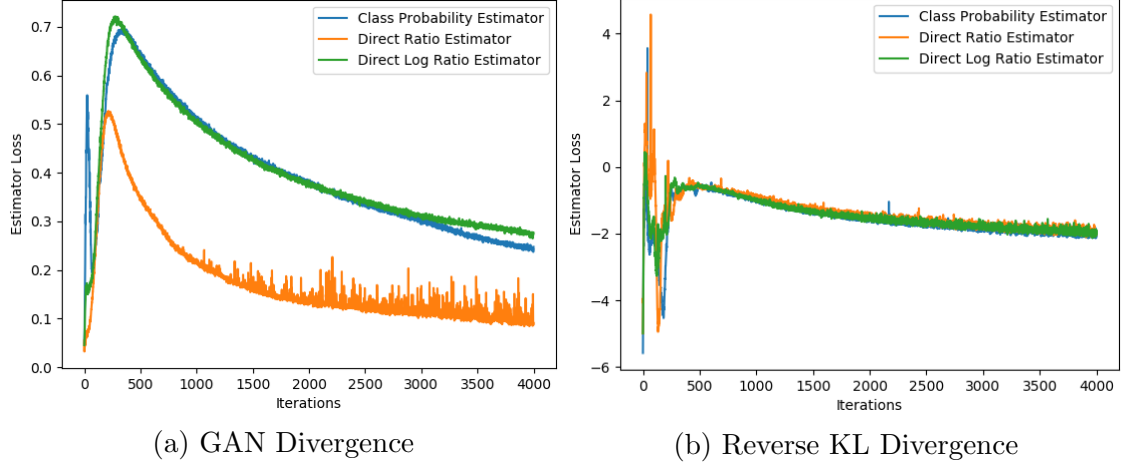 0.7
0.6
0.5
0.4
0.3
0.2
0.1
0.0
Estimator Loss
Class Probability Estimator
Direct Ratio Estimator
Direct Log Ratio Estimator
0 500 1000 1500 2000 2500 3000 3500 4000
Iterations
(a) GAN Divergence
4
2
0
−2
−4
−6
Estimator Loss
Class Probability Estimator
Direct Ratio Estimator
Direct Log Ratio Estimator
0 500 1000 1500 2000 2500 3000 3500 4000
Iterations
(b) Reverse KL Divergence